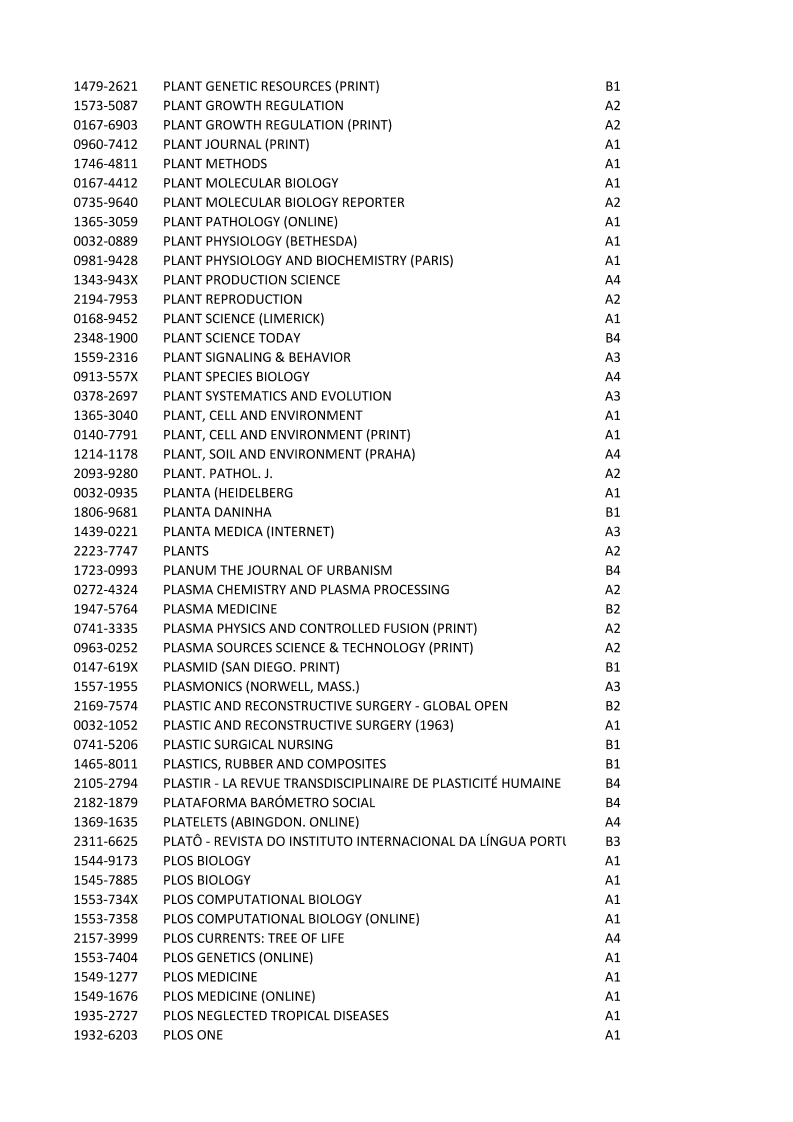 1479-2621 PLANT GENETIC RESOURCES (PRINT) B1
1573-5087 PLANT GROWTH REGULATION A2
0167-6903 PLANT GROWTH REGULATION (PRINT) A2
0960-7412 PLANT JOURNAL (PRINT) A1
1746-4811 PLANT METHODS A1
0167-4412 PLANT MOLECULAR BIOLOGY A1
0735-9640 PLANT MOLECULAR BIOLOGY REPORTER A2
1365-3059 PLANT PATHOLOGY (ONLINE) A1
0032-0889 PLANT PHYSIOLOGY (BETHESDA) A1
0981-9428 PLANT PHYSIOLOGY AND BIOCHEMISTRY (PARIS) A1
1343-943X PLANT PRODUCTION SCIENCE A4
2194-7953 PLANT REPRODUCTION A2
0168-9452 PLANT SCIENCE (LIMERICK) A1
2348-1900 PLANT SCIENCE TODAY B4
1559-2316 PLANT SIGNALING & BEHAVIOR A3
0913-557X PLANT SPECIES BIOLOGY A4
0378-2697 PLANT SYSTEMATICS AND EVOLUTION A3
1365-3040 PLANT, CELL AND ENVIRONMENT A1
0140-7791 PLANT, CELL AND ENVIRONMENT (PRINT) A1
1214-1178 PLANT, SOIL AND ENVIRONMENT (PRAHA) A4
2093-9280 PLANT. PATHOL. J. A2
0032-0935 PLANTA (HEIDELBERG A1
1806-9681 PLANTA DANINHA B1
1439-0221 PLANTA MEDICA (INTERNET) A3
2223-7747 PLANTS A2
1723-0993 PLANUM THE JOURNAL OF URBANISM B4
0272-4324 PLASMA CHEMISTRY AND PLASMA PROCESSING A2
1947-5764 PLASMA MEDICINE B2
0741-3335 PLASMA PHYSICS AND CONTROLLED FUSION (PRINT) A2
0963-0252 PLASMA SOURCES SCIENCE & TECHNOLOGY (PRINT) A2
0147-619X PLASMID (SAN DIEGO. PRINT) B1
1557-1955 PLASMONICS (NORWELL, MASS.) A3
2169-7574 PLASTIC AND RECONSTRUCTIVE SURGERY - GLOBAL OPEN B2
0032-1052 PLASTIC AND RECONSTRUCTIVE SURGERY (1963) A1
0741-5206 PLASTIC SURGICAL NURSING B1
1465-8011 PLASTICS, RUBBER AND COMPOSITES B1
2105-2794 PLASTIR - LA REVUE TRANSDISCIPLINAIRE DE PLASTICITÉ HUMAINE B4
2182-1879 PLATAFORMA BARÓMETRO SOCIAL B4
1369-1635 PLATELETS (ABINGDON. ONLINE) A4
2311-6625 PLATÔ - REVISTA DO INSTITUTO INTERNACIONAL DA LÍNGUA B3
1544-9173 PLOS BIOLOGY A1
1545-7885 PLOS BIOLOGY A1
1553-734X PLOS COMPUTATIONAL BIOLOGY A1
1553-7358 PLOS COMPUTATIONAL BIOLOGY (ONLINE) A1
2157-3999 PLOS CURRENTS: TREE OF LIFE A4
1553-7404 PLOS GENETICS (ONLINE) A1
1549-1277 PLOS MEDICINE A1
1549-1676 PLOS MEDICINE (ONLINE) A1
1935-2727 PLOS NEGLECTED TROPICAL DISEASES A1
1932-6203 PLOS ONE A1